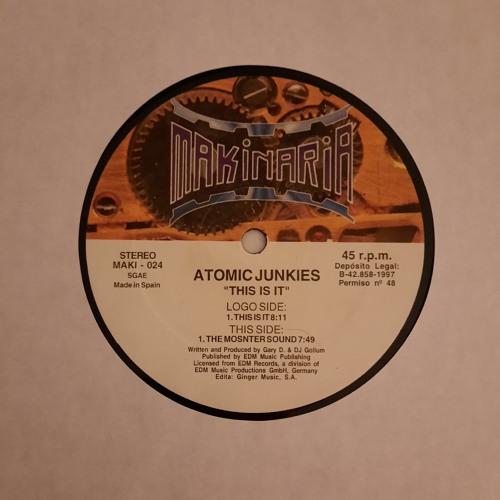 MAKINARIA
STEREO
MAKI - 024
SGAE
Made in Spain
45 r.p.m.
Depósito Legal:
B-42.858-1997
Permiso nº 48
ATOMIC JUNKIES
"THIS IS IT"
LOGO SIDE:
1. THIS IS IT 8:11
THIS SIDE:
1. THE MOSNTER SOUND 7:49
Written and Produced by Gary D. & DJ Gollum
Published by EDM Music Publishing
Licensed from EDM Records, a division of
EDM Music Productions GmbH, Germany
Edita: Ginger Music, S.A.